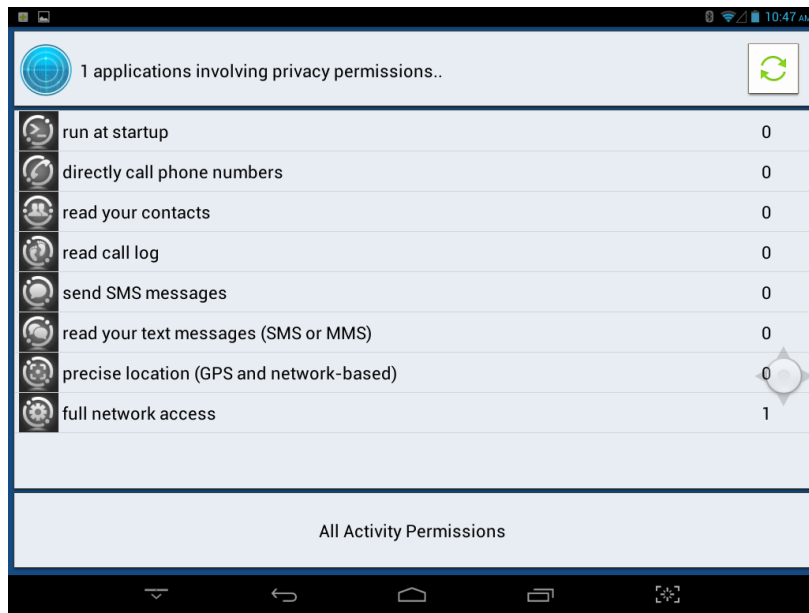 10:47 AM
1 applications involving privacy permissions..
run at startup 0
directly call phone numbers 0
read your contacts 0
read call log 0
send SMS messages 0
read your text messages (SMS or MMS) 0
precise location (GPS and network-based) 0
full network access 1
All Activity Permissions